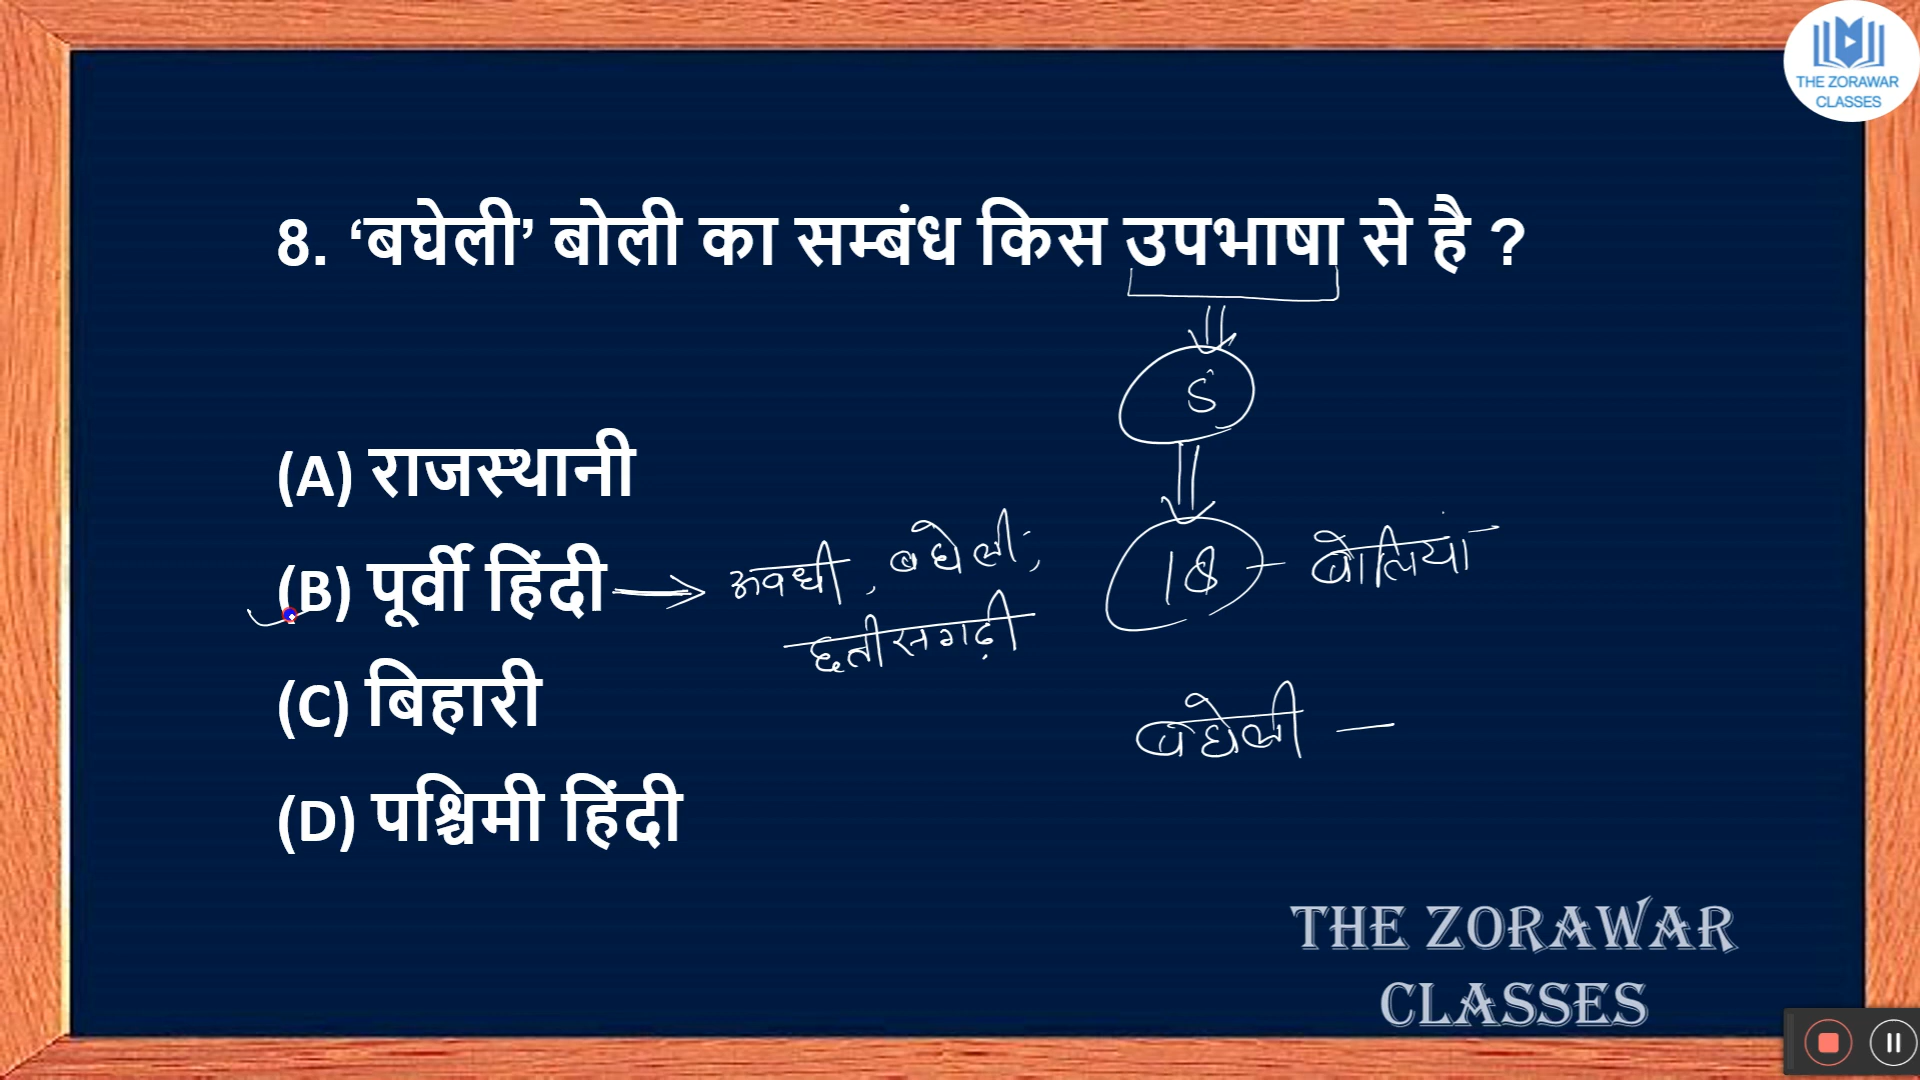 THE ZORAWAR
CLASSES
8. ‘बघेली’ बोली का सम्बंध किस उपभाषा से है ?
5
(A) राजस्थानी
(B) पूर्वी हिंदी
अवधी, बघेली,
छतीसगढ़ी
18 - बोलियां
(C) बिहारी
बघेली —
(D) पश्चिमी हिंदी
THE ZORAWAR
CLASSES